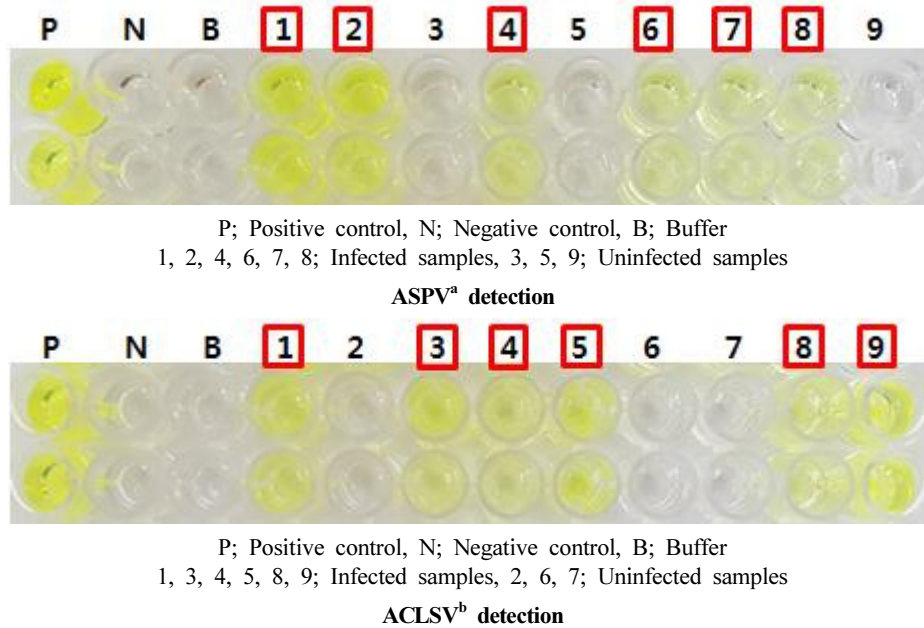 P N B 1 2 3 4 5 6 7 8 9
P; Positive control, N; Negative control, B; Buffer
1, 2, 4, 6, 7, 8; Infected samples, 3, 5, 9; Uninfected samples
ASPVᵃ detection
P N B 1 2 3 4 5 6 7 8 9
P; Positive control, N; Negative control, B; Buffer
1, 3, 4, 5, 8, 9; Infected samples, 2, 6, 7; Uninfected samples
ACLSVᵇ detection